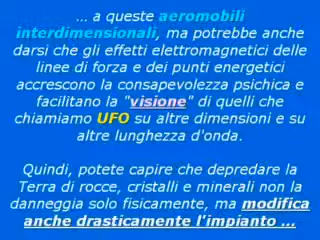 ... a queste aeromobili
interdimensionali, ma potrebbe anche
darsi che gli effetti elettromagnetici delle
linee di forza e dei punti energetici
accrescono la consapevolezza psichica e
facilitano la "visione" di quelli che
chiamiamo UFO su altre dimensioni e su
altre lunghezza d'onda.
Quindi, potete capire che depredare la
Terra di rocce, cristalli e minerali non la
danneggia solo fisicamente, ma modifica
anche drasticamente l'impianto ...